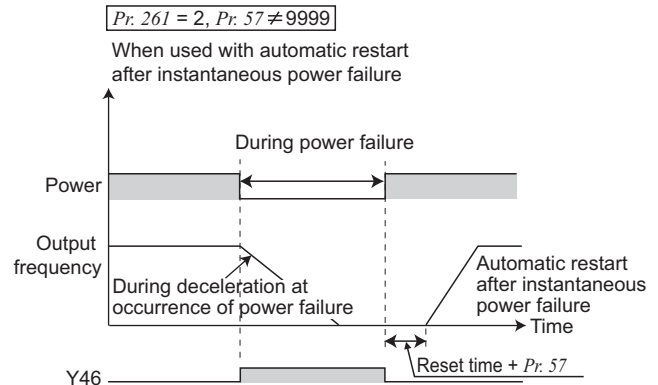 Pr. 261 = 2, Pr. 57 ≠ 9999
When used with automatic restart
after instantaneous power failure
During power failure
Power
Output
frequency
During deceleration at
occurrence of power failure
Automatic restart
after instantaneous
power failure
Time
Reset time + Pr. 57
Y46